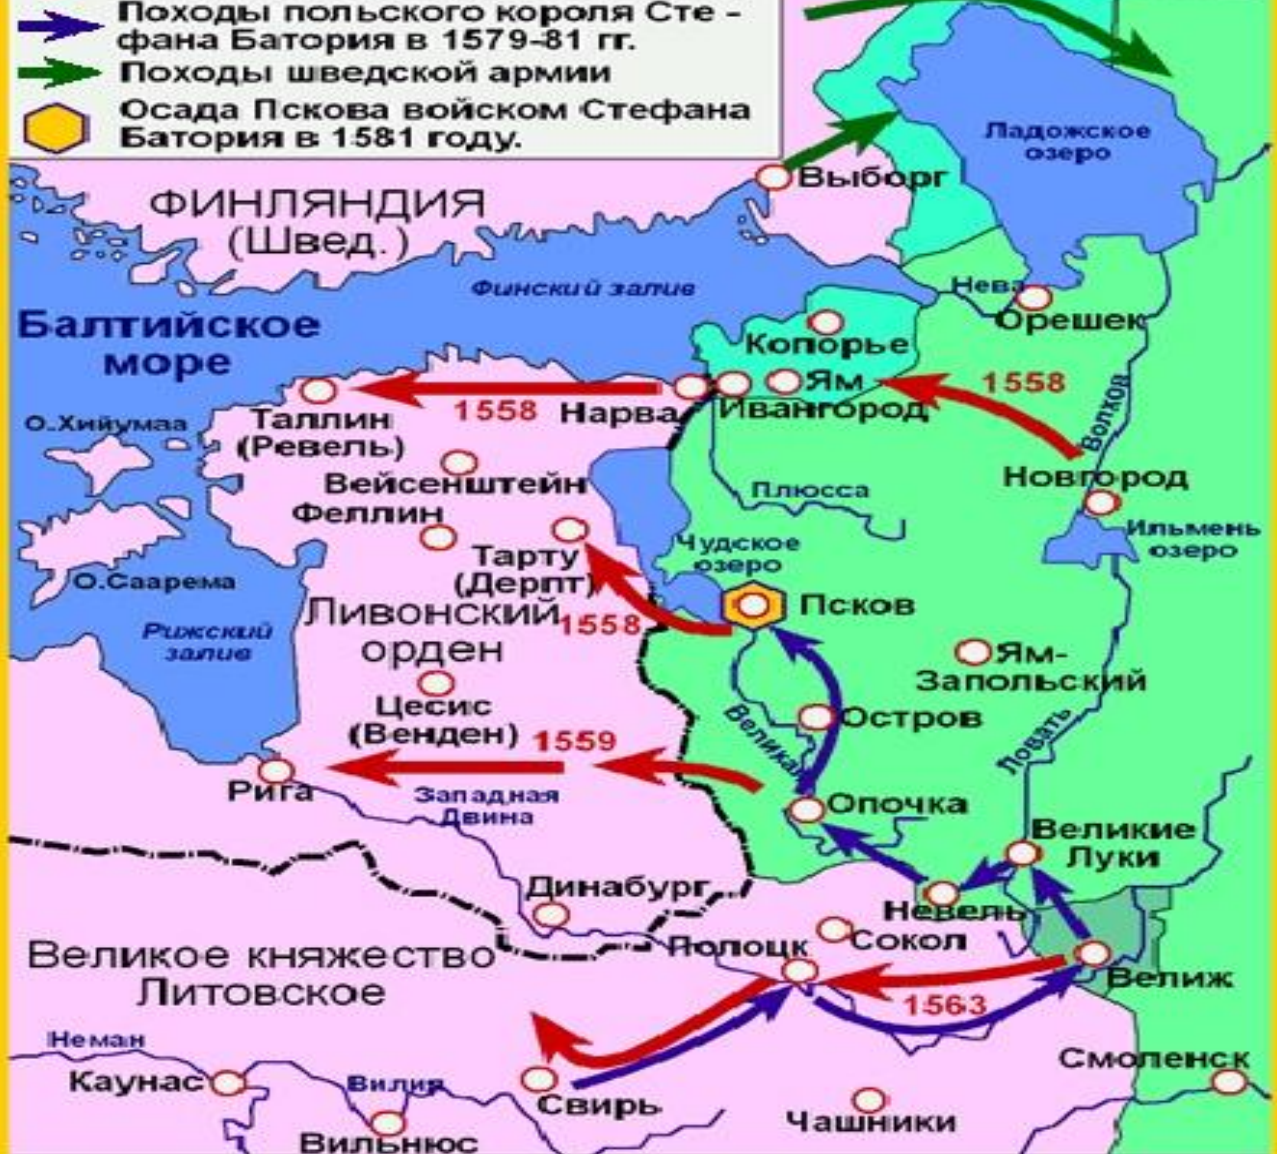 Походы польского короля Сте -
фана Батория в 1579-81 гг.
Походы шведской армии
Осада Пскова войском Стефана
Батория в 1581 году.
Ладожское
озеро
Выборг
ФИНЛЯНДИЯ
(Швед.)
Финский залив
Нева
Орешек
Балтийское
море
Копорье
Ям
1558
Таллин
(Ревель)
1558
Нарва
Ивангород
Волхов
О.Хийумаа
Вейсенштейн
Новгород
Плюсса
Феллин
Ильмень
озеро
Тарту
(Дерпт)
Чудское
озеро
О.Саарема
Ливонский
орден
1558
Псков
Рижский
залив
Ям-
Запольский
Цесис
(Венден)
1559
Остров
Великая
Ловать
Рига
Западная
Двина
Опочка
Великие
Луки
Динабург
Невель
Великое княжество
Литовское
Полоцк
Сокол
Велиж
1563
Неман
Каунас
Вилия
Свирь
Смоленск
Чашники
Вильнюс